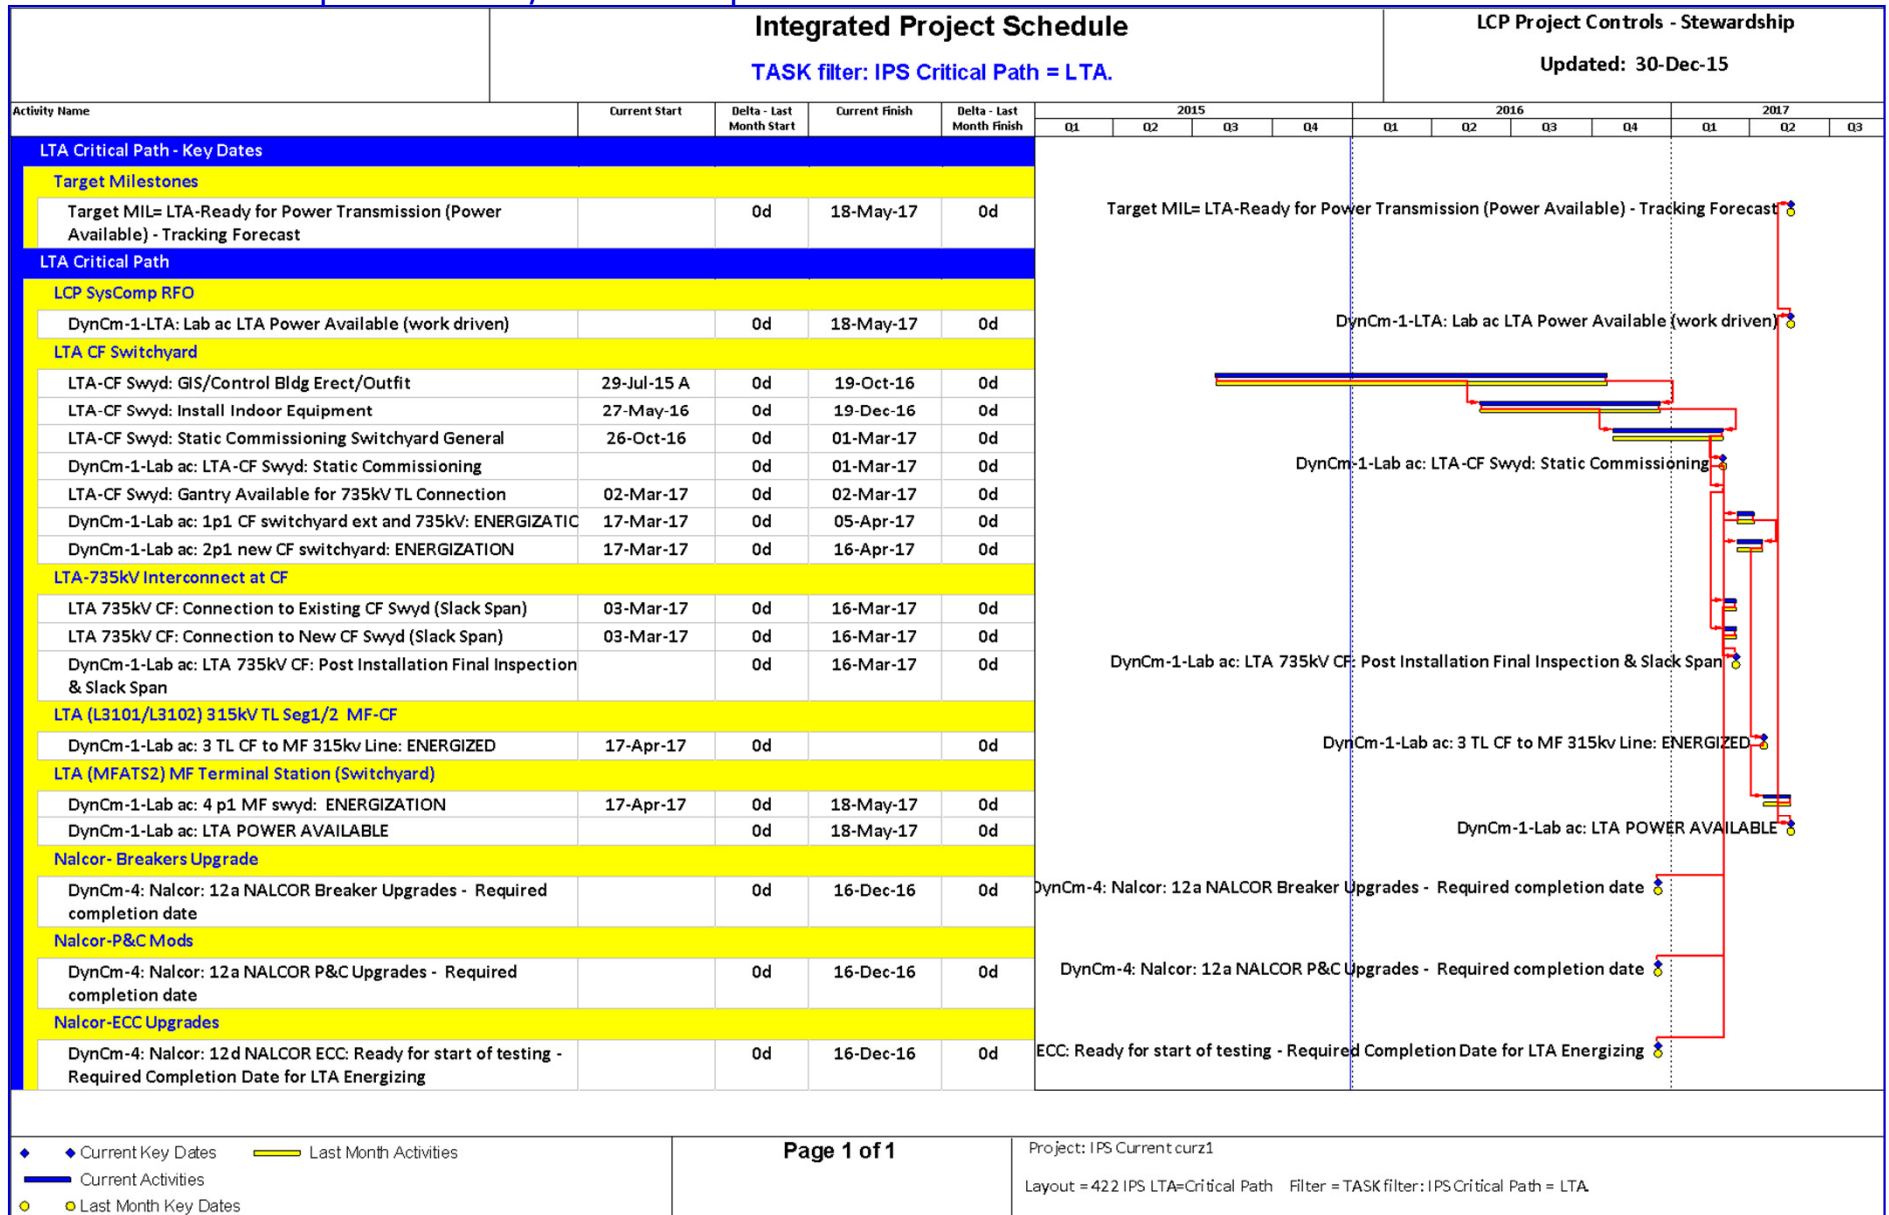 Integrated Project Schedule
TASK filter: IPS Critical Path = LTA.
LCP Project Controls - Stewardship
Updated: 30-Dec-15
Activity Name Current Start Delta - Last Month Start Current Finish Delta - Last Month Finish
2015 2016 2017
Q1 Q2 Q3 Q4 Q1 Q2 Q3 Q4 Q1 Q2 Q3
LTA Critical Path - Key Dates
Target Milestones
Target MIL= LTA-Ready for Power Transmission (Power 0d 18-May-17 0d
Available) - Tracking Forecast
Target MIL= LTA-Ready for Power Transmission (Power Available) - Tracking Forecast
LTA Critical Path
LCP SysComp RFO
DynCm-1-LTA: Lab ac LTA Power Available (work driven) 0d 18-May-17 0d
DynCm-1-LTA: Lab ac LTA Power Available (work driven)
LTA CF Switchyard
LTA-CF Swyd: GIS/Control Bldg Erect/Outfit 29-Jul-15 A 0d 19-Oct-16 0d
LTA-CF Swyd: Install Indoor Equipment 27-May-16 0d 19-Dec-16 0d
LTA-CF Swyd: Static Commissioning Switchyard General 26-Oct-16 0d 01-Mar-17 0d
DynCm-1-Lab ac: LTA-CF Swyd: Static Commissioning 0d 01-Mar-17 0d
DynCm-1-Lab ac: LTA-CF Swyd: Static Commissioning
LTA-CF Swyd: Gantry Available for 735kV TL Connection 02-Mar-17 0d 02-Mar-17 0d
DynCm-1-Lab ac: 1p1 CF switchyard ext and 735kV: ENERGIZATIC 17-Mar-17 0d 05-Apr-17 0d
DynCm-1-Lab ac: 2p1 new CF switchyard: ENERGIZATION 17-Mar-17 0d 16-Apr-17 0d
LTA-735kV Interconnect at CF
LTA 735kV CF: Connection to Existing CF Swyd (Slack Span) 03-Mar-17 0d 16-Mar-17 0d
LTA 735kV CF: Connection to New CF Swyd (Slack Span) 03-Mar-17 0d 16-Mar-17 0d
DynCm-1-Lab ac: LTA 735kV CF: Post Installation Final Inspection 0d 16-Mar-17 0d
& Slack Span
DynCm-1-Lab ac: LTA 735kV CF: Post Installation Final Inspection & Slack Span
LTA (L3101/L3102) 315kV TL Seg1/2 MF-CF
DynCm-1-Lab ac: 3 TL CF to MF 315kv Line: ENERGIZED 17-Apr-17 0d 0d
DynCm-1-Lab ac: 3 TL CF to MF 315kv Line: ENERGIZED
LTA (MFATS2) MF Terminal Station (Switchyard)
DynCm-1-Lab ac: 4 p1 MF swyd: ENERGIZATION 17-Apr-17 0d 18-May-17 0d
DynCm-1-Lab ac: LTA POWER AVAILABLE 0d 18-May-17 0d
DynCm-1-Lab ac: LTA POWER AVAILABLE
Nalcor- Breakers Upgrade
DynCm-4: Nalcor: 12a NALCOR Breaker Upgrades - Required 0d 16-Dec-16 0d
completion date
DynCm-4: Nalcor: 12a NALCOR Breaker Upgrades - Required completion date
Nalcor-P&C Mods
DynCm-4: Nalcor: 12a NALCOR P&C Upgrades - Required 0d 16-Dec-16 0d
completion date
DynCm-4: Nalcor: 12a NALCOR P&C Upgrades - Required completion date
Nalcor-ECC Upgrades
DynCm-4: Nalcor: 12d NALCOR ECC: Ready for start of testing - 0d 16-Dec-16 0d
Required Completion Date for LTA Energizing
ECC: Ready for start of testing - Required Completion Date for LTA Energizing
Current Key Dates Last Month Activities
Current Activities
Last Month Key Dates
Page 1 of 1
Project: IPS Current curz1
Layout = 422 IPS LTA=Critical Path Filter = TASK filter: IPS Critical Path = LTA.